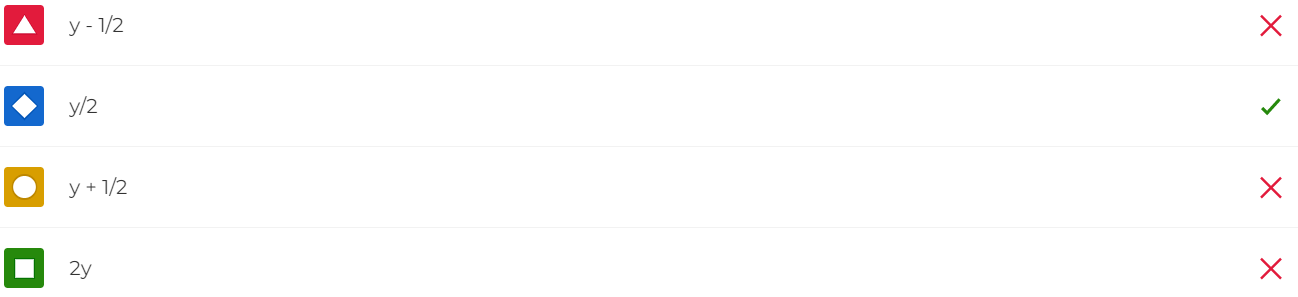 y - 1/2
y/2
y + 1/2
2y